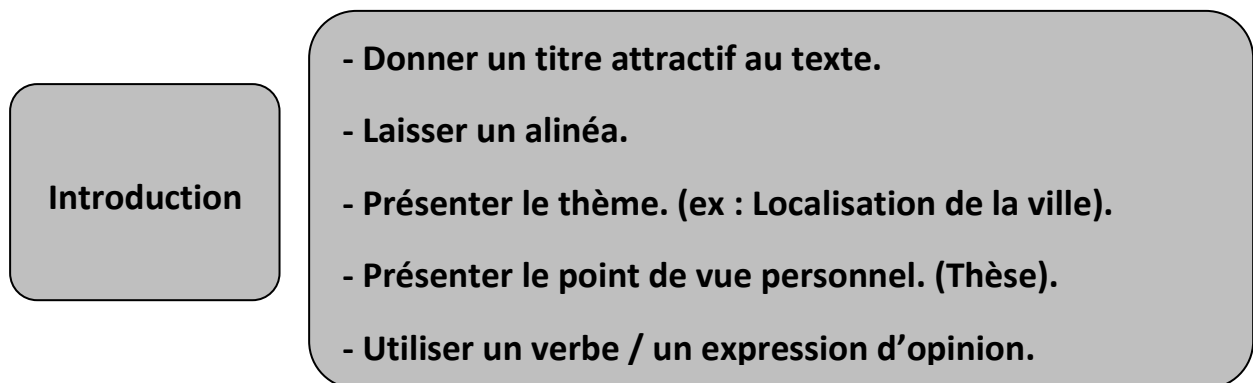 Introduction
- Donner un titre attractif au texte.
- Laisser un alinéa.
- Présenter le thème. (ex : Localisation de la ville).
- Présenter le point de vue personnel. (Thèse).
- Utiliser un verbe / un expression d’opinion.